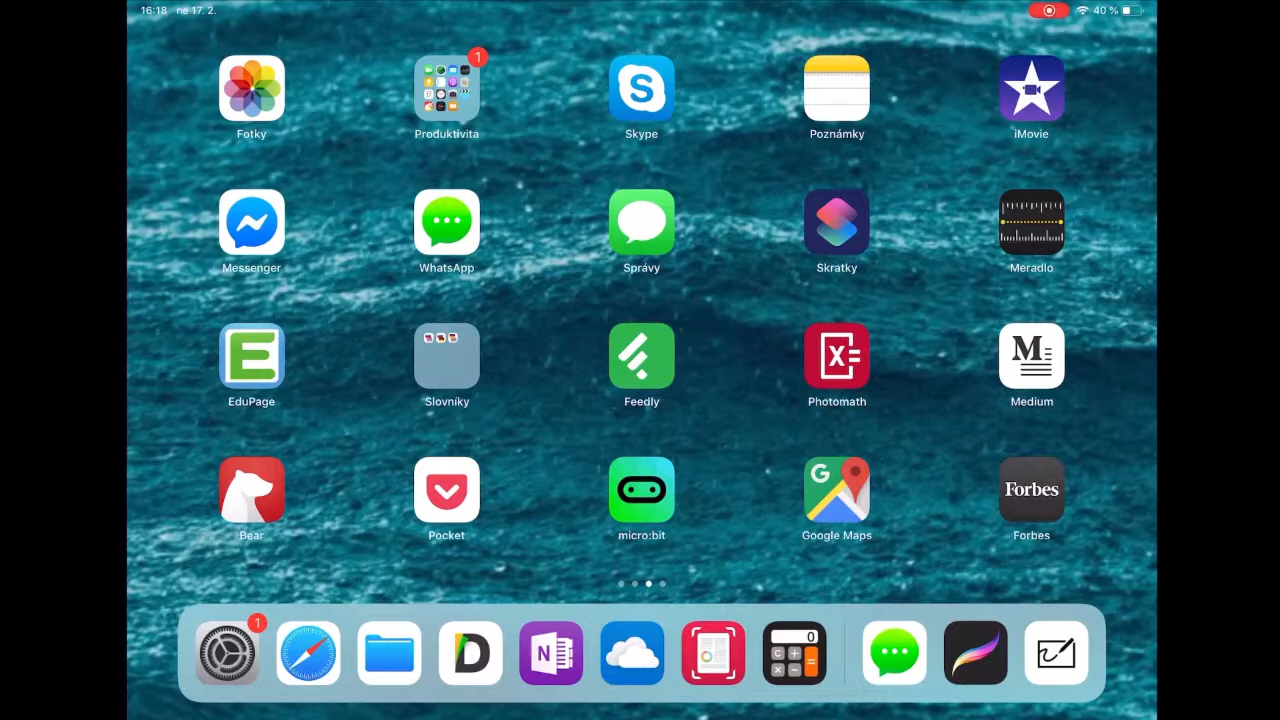 16:18 ne 17. 2.
40 %
1
Fotky
Produktivita
Skype
Poznámky
iMovie
Messenger
WhatsApp
Správy
Skratky
Meradlo
E
EduPage
Slovníky
Feedly
X=
Photomath
M
Medium
Bear
Pocket
micro:bit
G
Google Maps
Forbes
Forbes
1
D
N
0
C + × − =